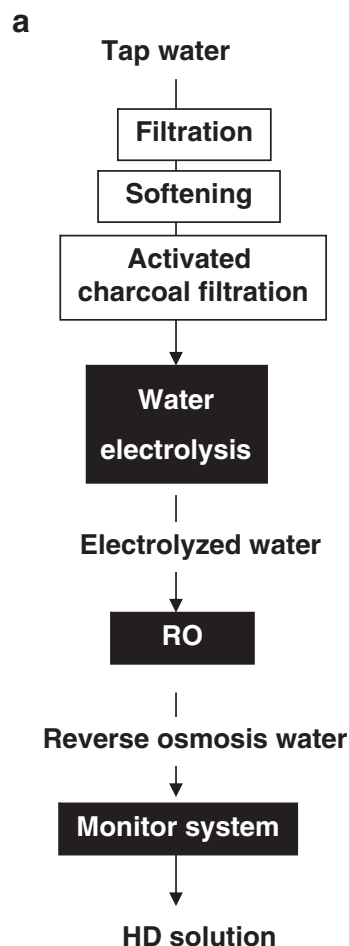 a
Tap water
Filtration
Softening
Activated
charcoal filtration
Water
electrolysis
Electrolyzed water
RO
Reverse osmosis water
Monitor system
HD solution